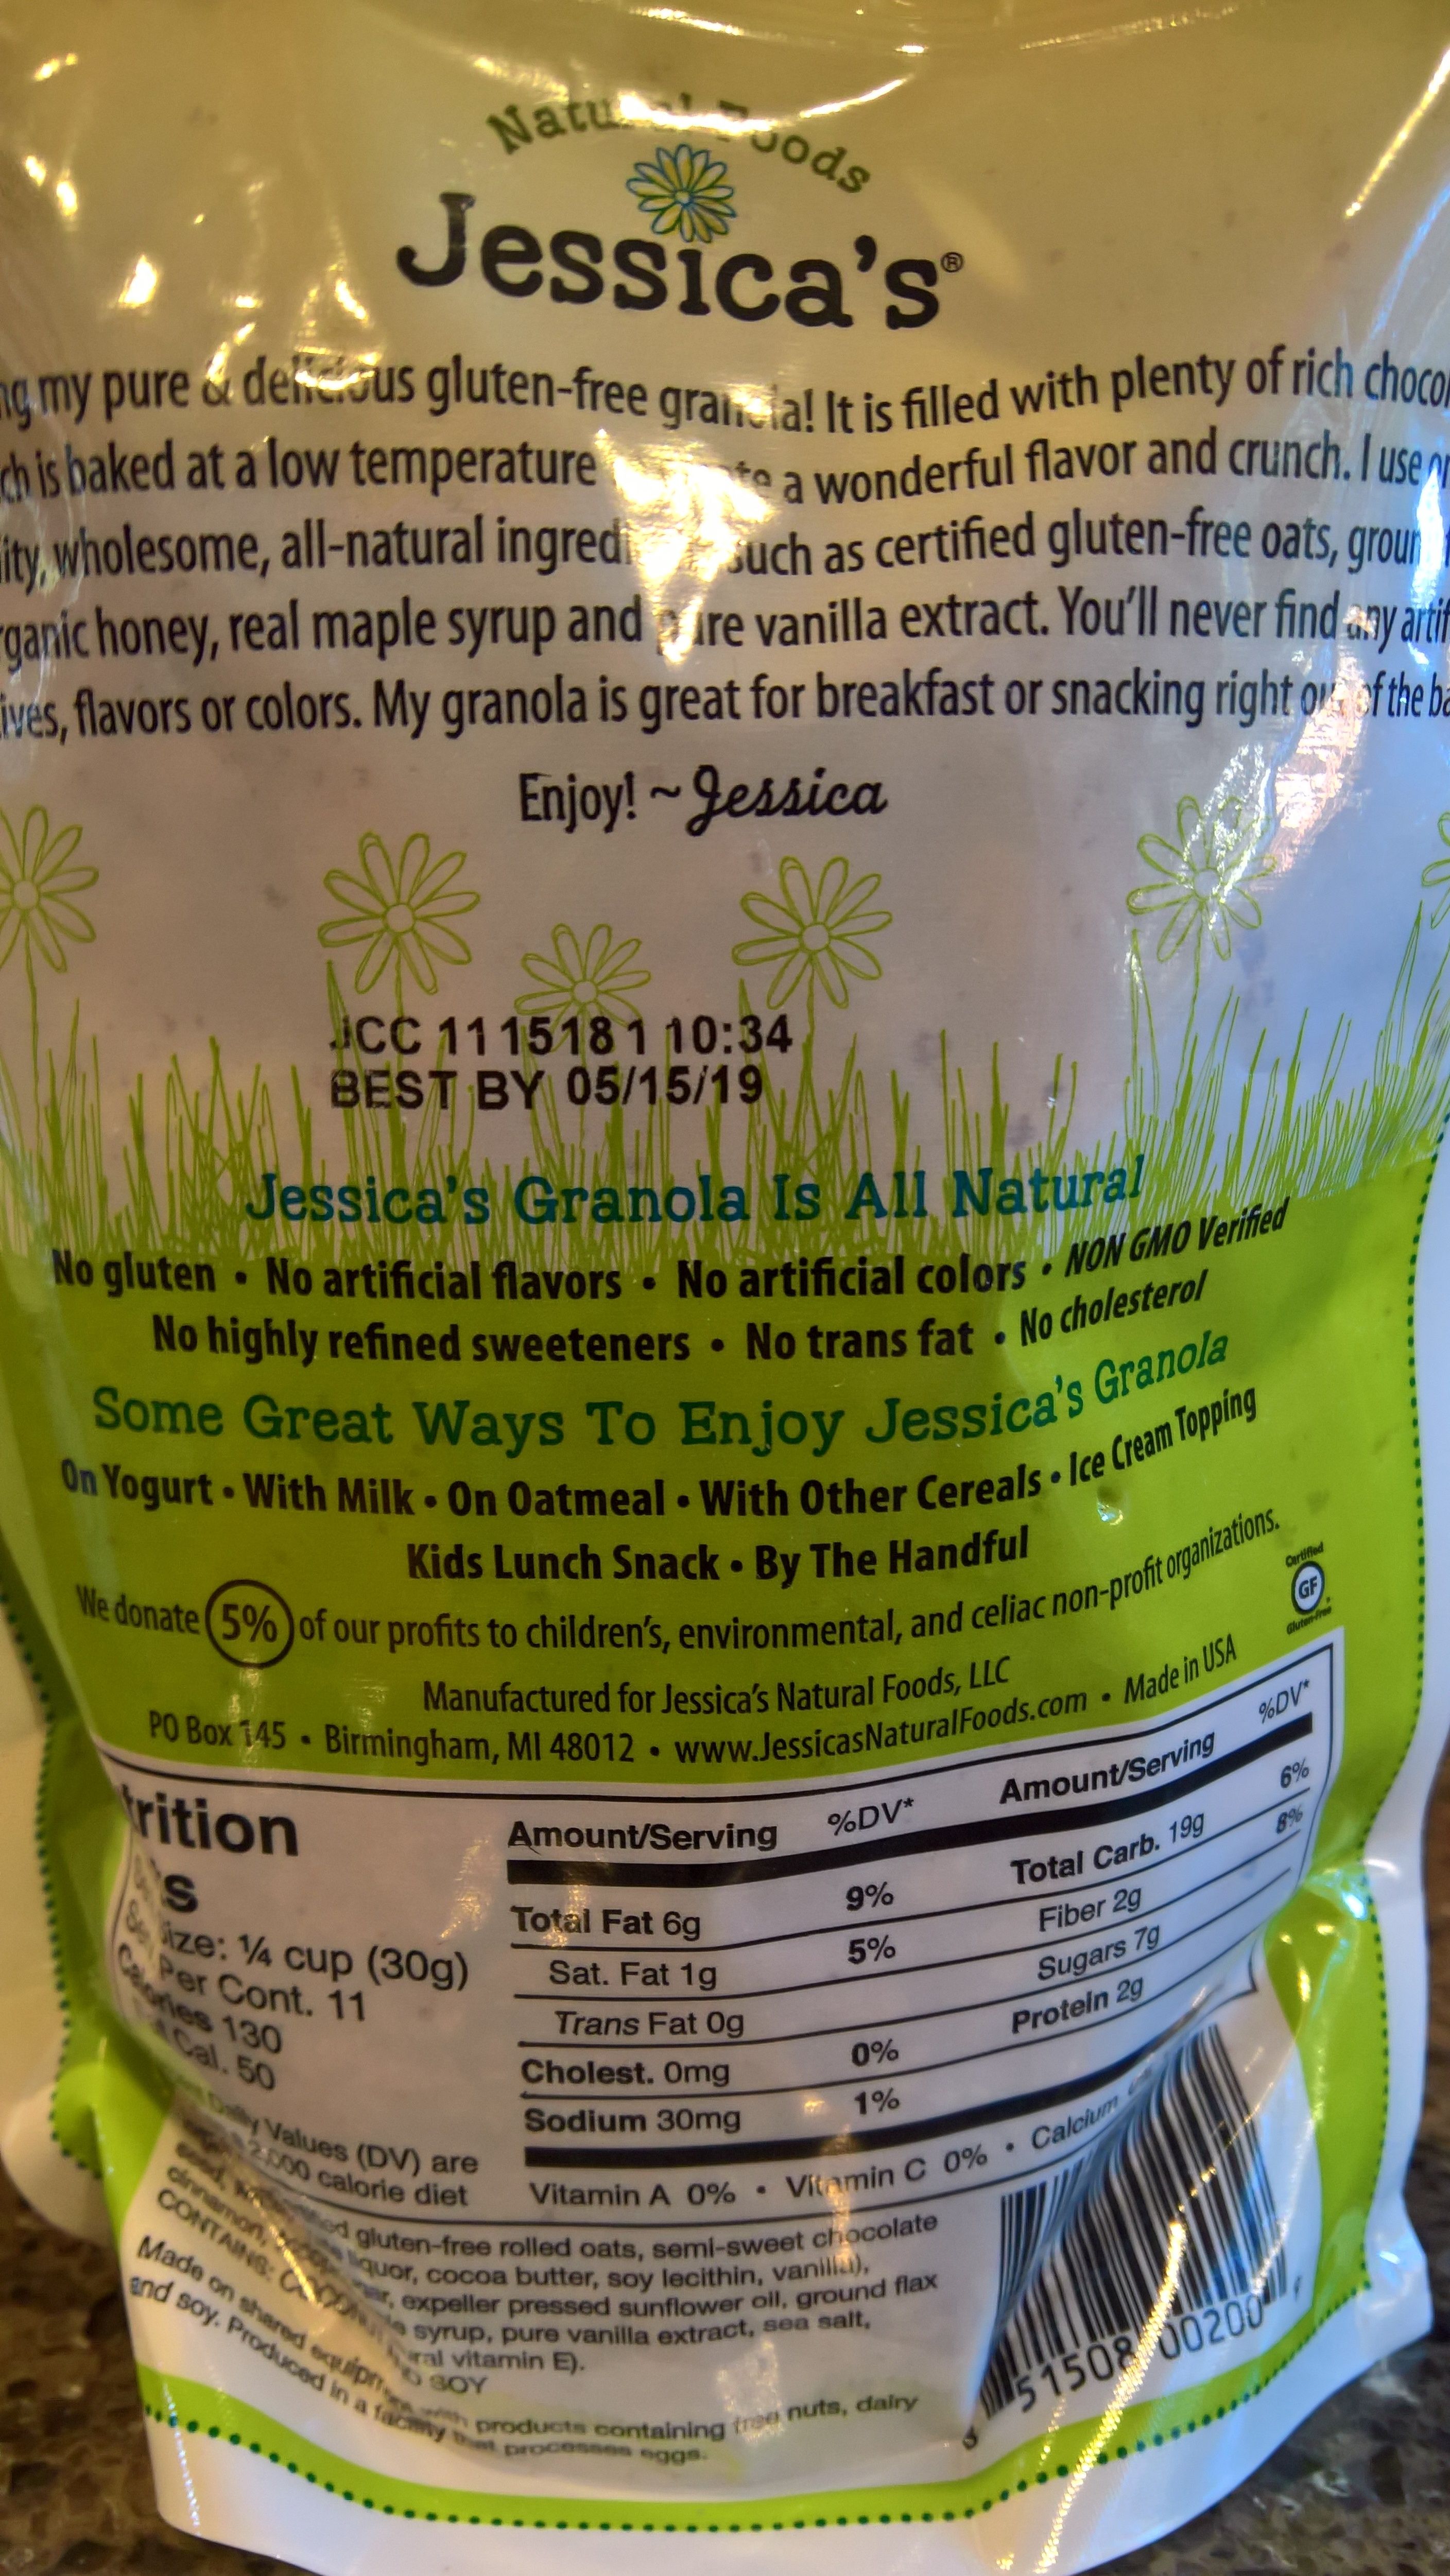 Natural Foods
Jessica's®
my pure & delicious gluten-free granola! It is filled with plenty of rich
is baked at a low temperature a wonderful flavor and crunch. I use
wholesome, all-natural such as certified gluten-free oats,
honey, real maple syrup and pure vanilla extract. You'll never find any
flavors or colors. My granola is great for breakfast or snacking right out of the
Enjoy! ~ Jessica
JCC 1115181 10:34
BEST BY 05/15/19
Jessica's Granola Is All Natural
No gluten • No artificial flavors • No artificial colors • NON GMO Verified
No highly refined sweeteners • No trans fat • No cholesterol
Some Great Ways To Enjoy Jessica's Granola
On Yogurt • With Milk • On Oatmeal • With Other Cereals • Ice Cream Topping
Kids Lunch Snack • By The Handful
We donate 5% of our profits to children's, environmental, and celiac non-profit organizations.
Certified
GF
Gluten-Free
Manufactured for Jessica's Natural Foods, LLC
PO Box 145 • Birmingham, MI 48012 • www.JessicasNaturalFoods.com • Made in USA
Size: ¼ cup (30g)
Per Cont. 11
Calories 130
Cal. 50
Daily Values (DV) are
2,000 calorie diet
Amount/Serving %DV* Amount/Serving %DV*
Total Fat 6g 9% Total Carb. 19g 6%
Sat. Fat 1g 5% Fiber 2g 8%
Trans Fat 0g Sugars 7g
Cholest. 0mg 0% Protein 2g
Sodium 30mg 1%
Vitamin A 0% • Vitamin C 0% • Calcium
gluten-free rolled oats, semi-sweet chocolate
cocoa butter, soy lecithin, vanilla),
expeller pressed sunflower oil, ground flax
seed, syrup, pure vanilla extract, sea salt,
cinnamon, vitamin E).
CONTAINS: SOY
Made on shared equipment with products containing tree nuts, dairy
and soy. Produced in a facility that processes eggs.
51508 00200